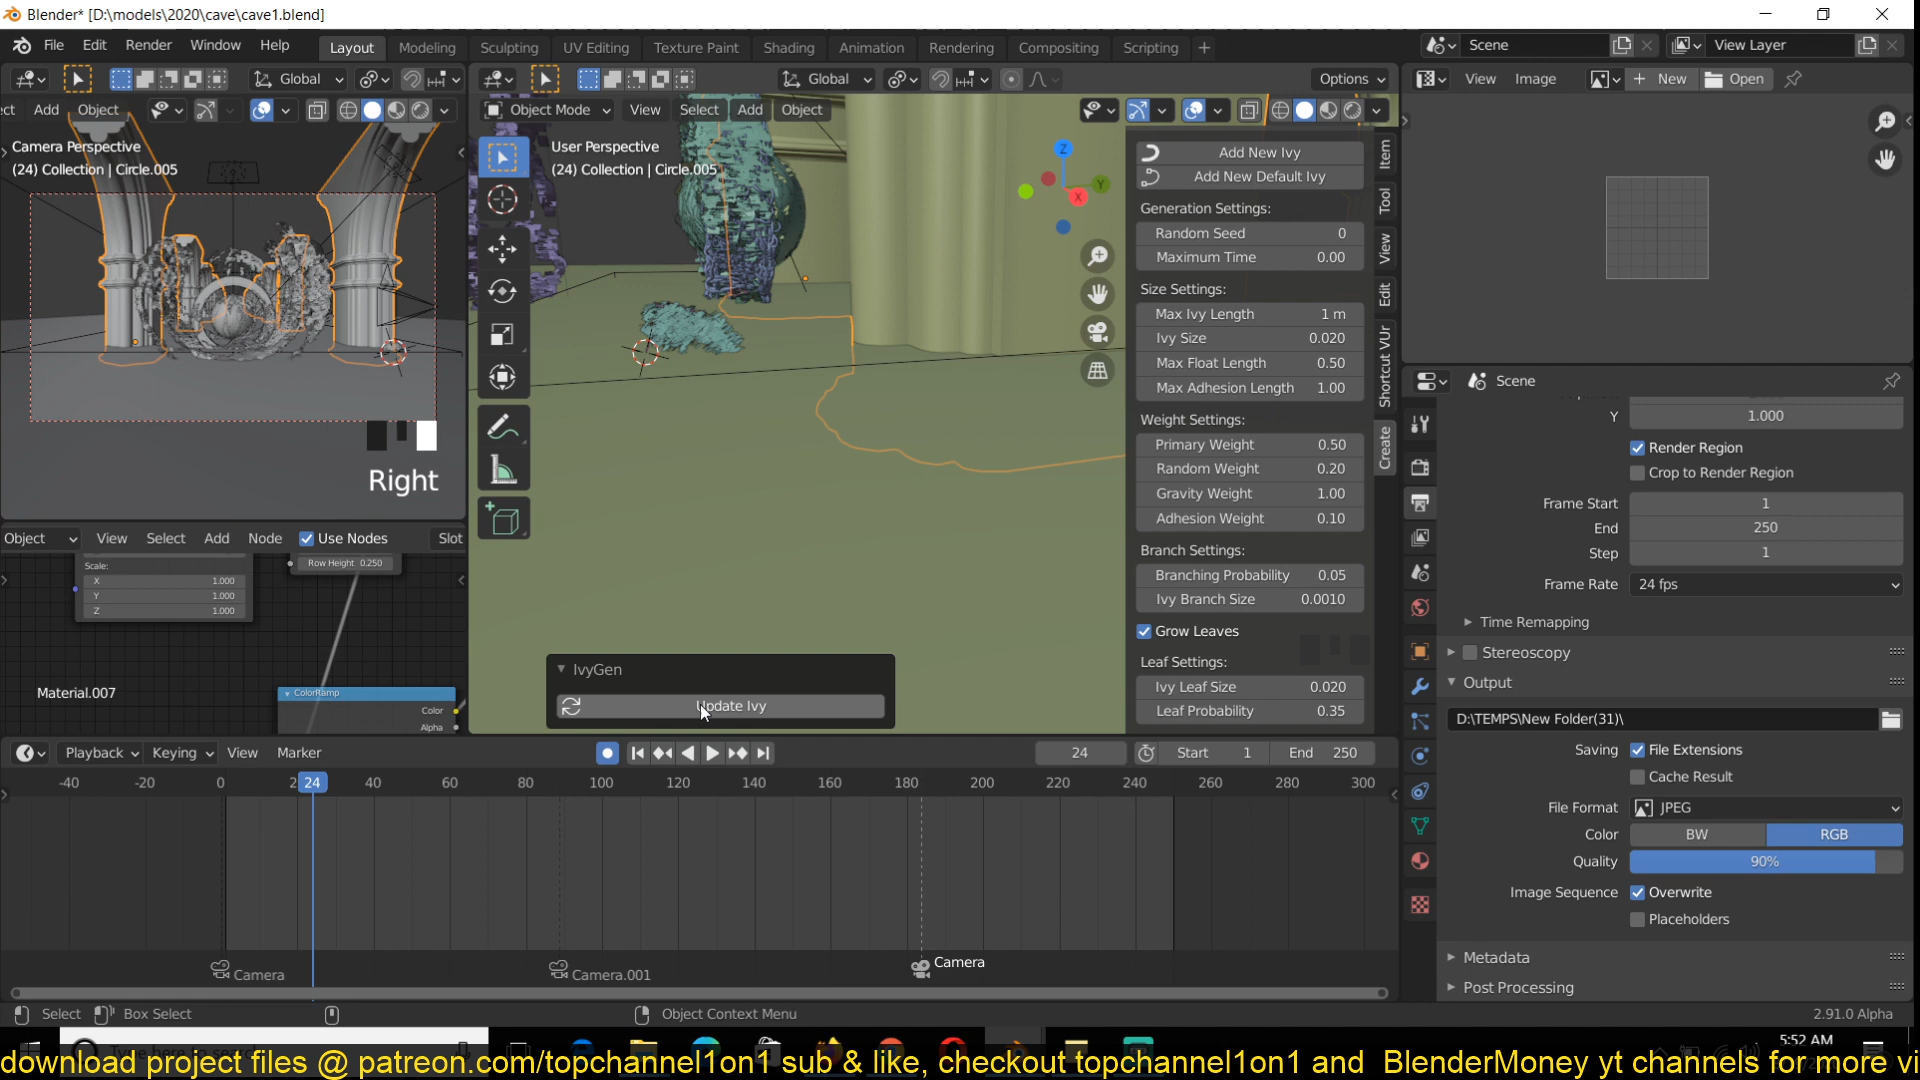 Blender* [D:\models\2020\cave\cave1.blend]
File Edit Render Window Help Layout Modeling Sculpting UV Editing Texture Paint Shading Animation Rendering Compositing Scripting + Scene View Layer
Global Global Options View Image New Open
ct Add Object Object Mode View Select Add Object
Camera Perspective
(24) Collection | Circle.005
Right
User Perspective
(24) Collection | Circle.005
Z
Y
X
Add New Ivy
Add New Default Ivy
Generation Settings:
Random Seed 0
Maximum Time 0.00
Size Settings:
Max Ivy Length 1 m
Ivy Size 0.020
Max Float Length 0.50
Max Adhesion Length 1.00
Weight Settings:
Primary Weight 0.50
Random Weight 0.20
Gravity Weight 1.00
Adhesion Weight 0.10
Branch Settings:
Branching Probability 0.05
Ivy Branch Size 0.0010
Grow Leaves
Leaf Settings:
Ivy Leaf Size 0.020
Leaf Probability 0.35
Item
Tool
View
Edit
Shortcut VUr
Create
IvyGen
Update Ivy
Object View Select Add Node Use Nodes Slot
Scale:
X 1.000
Y 1.000
Z 1.000
Row Height 0.250
Material.007
ColorRamp
Color
Alpha
Scene
Y 1.000
Render Region
Crop to Render Region
Frame Start 1
End 250
Step 1
Frame Rate 24 fps
Time Remapping
Stereoscopy
Output
D:\TEMPS\New Folder(31)\
Saving File Extensions
Cache Result
File Format JPEG
Color BW RGB
Quality 90%
Image Sequence Overwrite
Placeholders
Metadata
Post Processing
Playback Keying View Marker 24 Start 1 End 250
-40 -20 0 2 24 40 60 80 100 120 140 160 180 200 220 240 260 280 300
Camera Camera.001 Camera
Select Box Select Object Context Menu 2.91.0 Alpha
5:52 AM
download project files @ patreon.com/topchannel1on1 sub & like, checkout topchannel1on1 and BlenderMoney yt channels for more vi